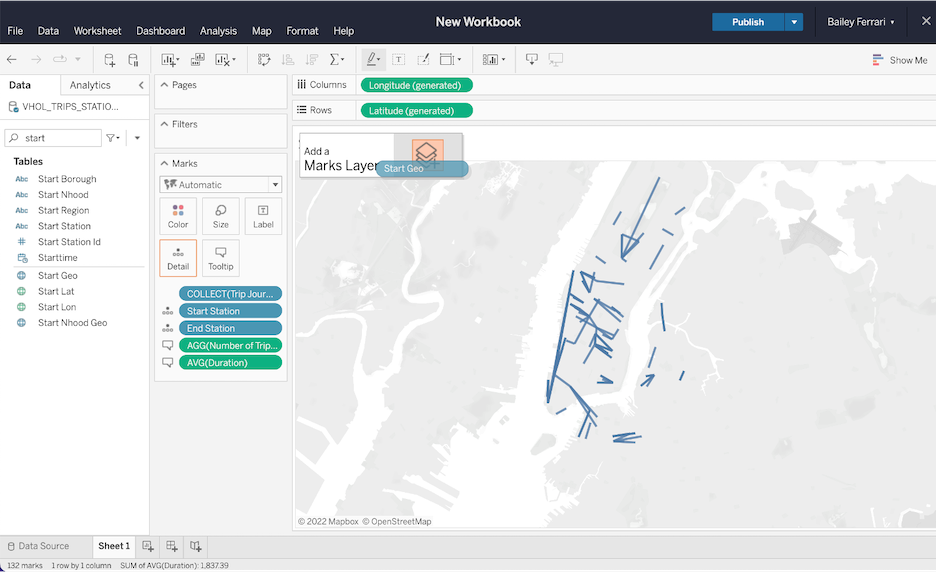 New Workbook
Publish
Bailey Ferrari
File Data Worksheet Dashboard Analysis Map Format Help
Show Me
Data Analytics
VHOL_TRIPS_STATIO...
start
Tables
Abc Start Borough
Abc Start Nhood
Abc Start Region
Abc Start Station
Start Station Id
Starttime
Start Geo
Start Lat
Start Lon
Start Nhood Geo
Pages
Filters
Marks
Automatic
Color Size Label
Detail Tooltip
COLLECT(Trip Jour...
Start Station
End Station
AGG(Number of Trip...
AVG(Duration)
Columns Longitude (generated)
Rows Latitude (generated)
Add a
Marks Layer
Start Geo
© 2022 Mapbox © OpenStreetMap
Data Source Sheet 1
132 marks 1 row by 1 column SUM of AVG(Duration): 1,837.39